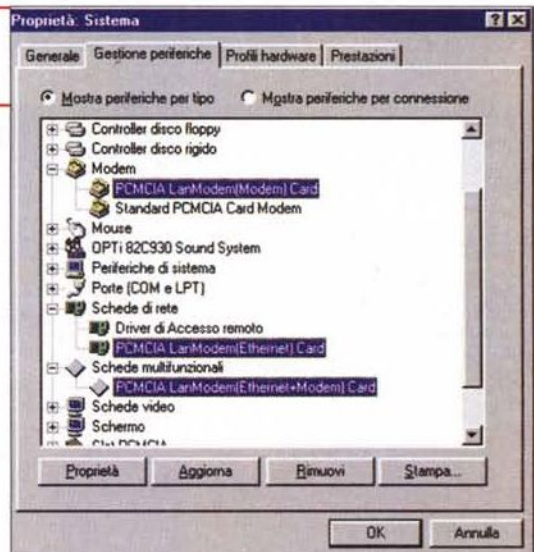 Proprietà: Sistema
Generale
Gestione periferiche
Profili hardware
Prestazioni
Mostra periferiche per tipo
Mostra periferiche per connessione
Controller disco floppy
Controller disco rigido
Modem
PCMCIA LanModem(Modem) Card
Standard PCMCIA Card Modem
Mouse
OPTi 82C930 Sound System
Periferiche di sistema
Porte (COM e LPT)
Schede di rete
Driver di Accesso remoto
PCMCIA LanModem(Ethernet) Card
Schede multifunzionali
PCMCIA LanModem(Ethernet+Modem) Card
Schede video
Schermo
Slot PCMCIA
Proprietà
Aggiorna
Rimuovi
Stampa...
OK
Annulla